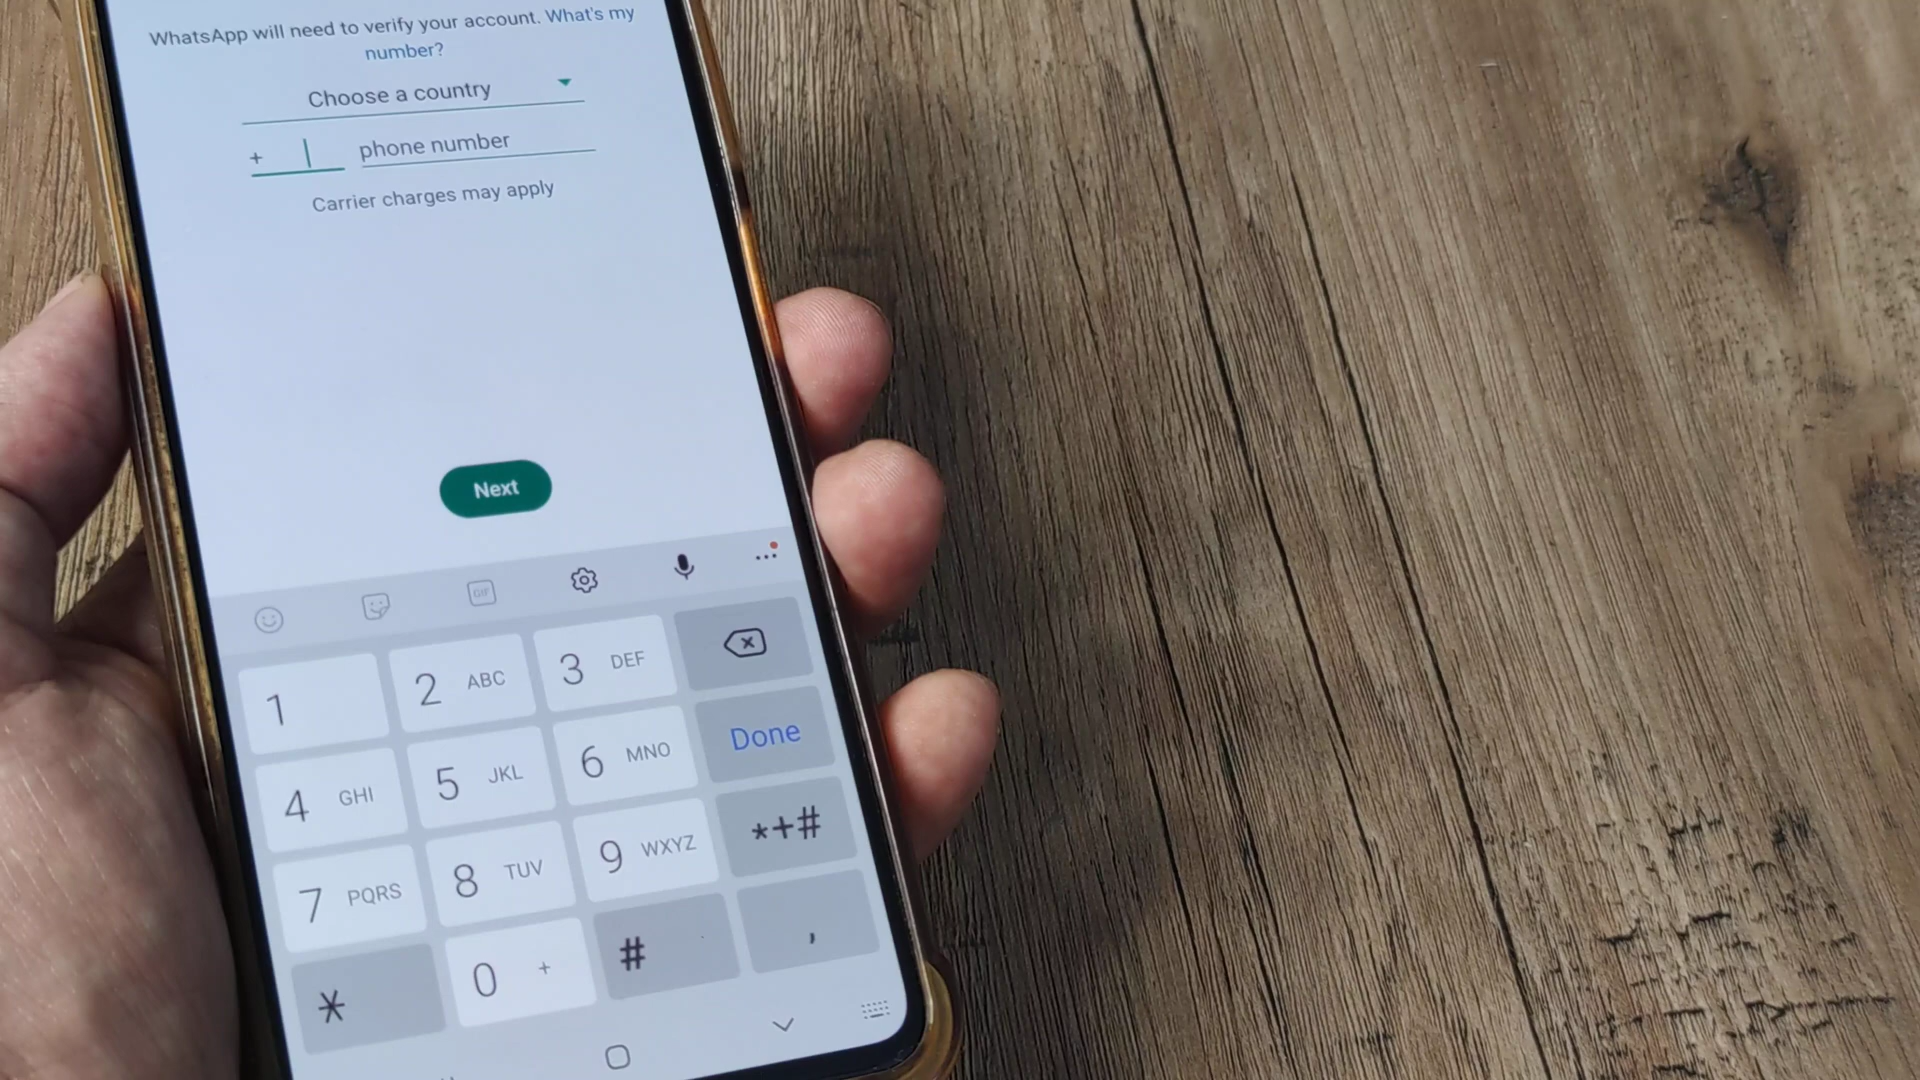 WhatsApp will need to verify your account. What's my
number?
Choose a country
+ phone number
Carrier charges may apply
Next
GIF
1 2 ABC 3 DEF
4 GHI 5 JKL 6 MNO Done
7 PQRS 8 TUV 9 WXYZ *+#
* 0 + # ,